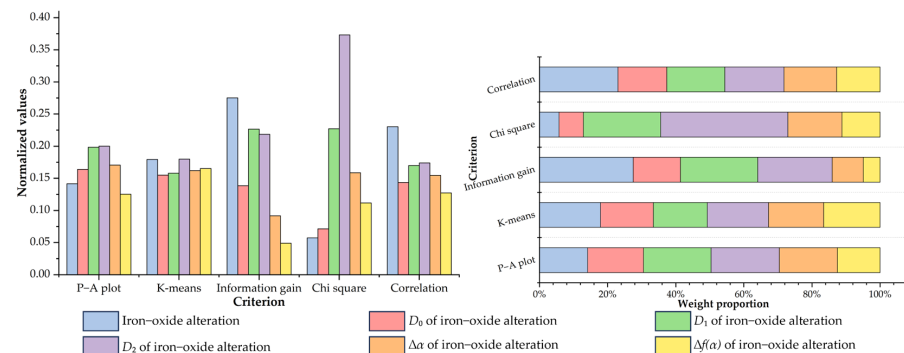 0.40
0.35
0.30
0.25
0.20
0.15
0.10
0.05
0.00
Normalized values
P−A plot K-means Information gain Chi square Correlation
Criterion
Correlation
Chi square
Information gain
K-means
P−A plot
Criterion
0% 20% 40% 60% 80% 100%
Weight proportion
Iron−oxide alteration
D₀ of iron−oxide alteration
D₁ of iron−oxide alteration
D₂ of iron−oxide alteration
Δα of iron−oxide alteration
Δf(α) of iron−oxide alteration